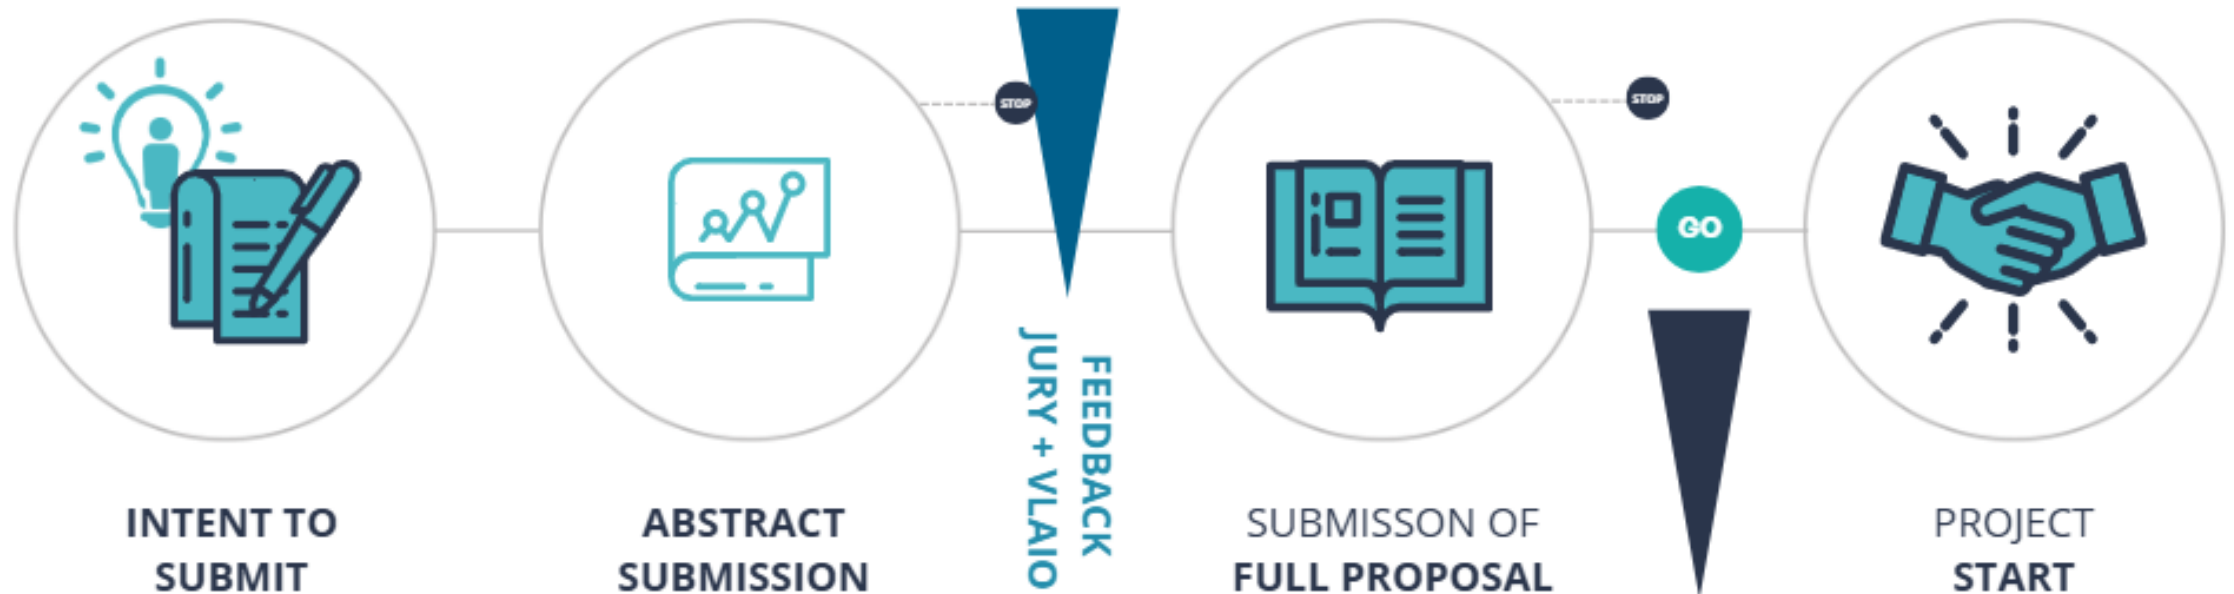 INTENT TO
SUBMIT
ABSTRACT
SUBMISSION
STOP
FEEDBACK
JURY + VLAIO
SUBMISSON OF
FULL PROPOSAL
STOP
GO
PROJECT
START